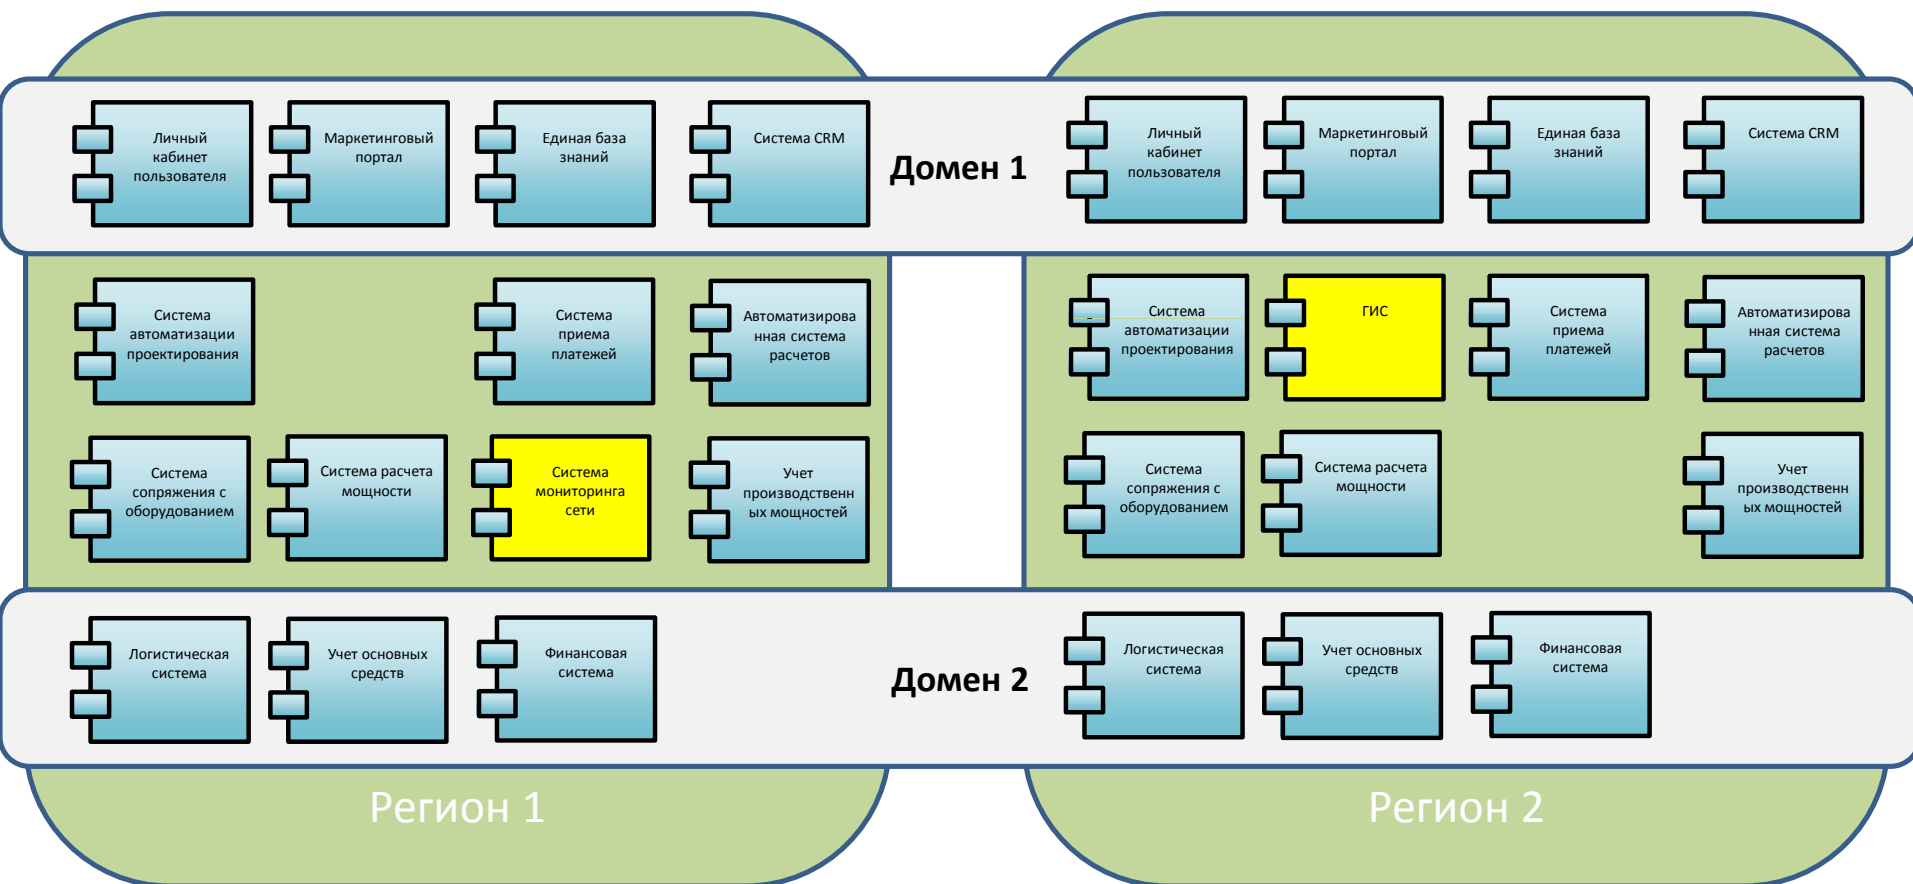 Личный
кабинет
пользователя
Маркетинговый
портал
Единая база
знаний
Система CRM
Домен 1
Личный
кабинет
пользователя
Маркетинговый
портал
Единая база
знаний
Система CRM
Система
автоматизации
проектирования
Система
приема
платежей
Автоматизирова
нная система
расчетов
Система
автоматизации
проектирования
ГИС
Система
приема
платежей
Автоматизирова
нная система
расчетов
Система
сопряжения с
оборудованием
Система расчета
мощности
Система
мониторинга
сети
Учет
производственн
ых мощностей
Система
сопряжения с
оборудованием
Система расчета
мощности
Учет
производственн
ых мощностей
Логистическая
система
Учет основных
средств
Финансовая
система
Домен 2
Логистическая
система
Учет основных
средств
Финансовая
система
Регион 1
Регион 2